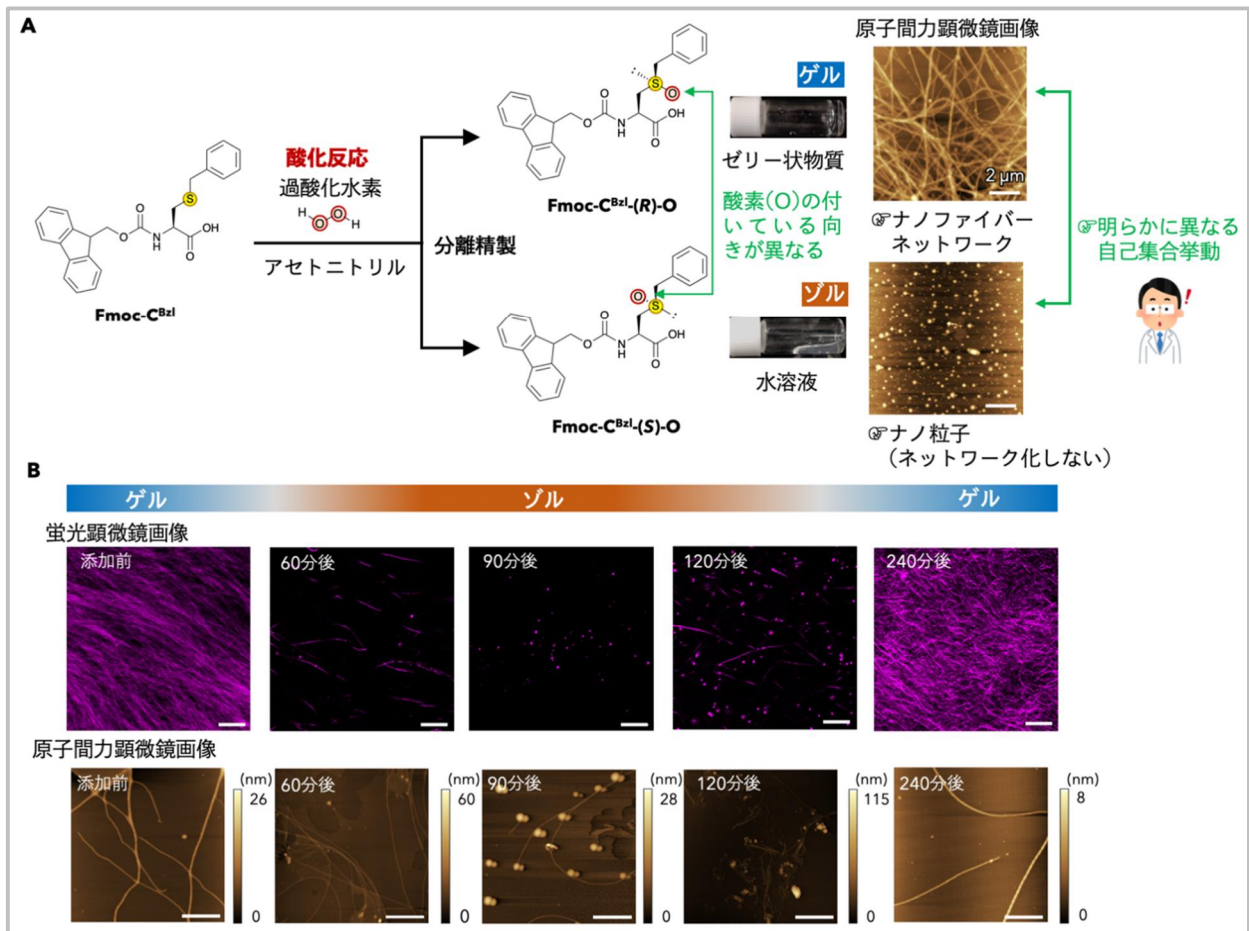 A
酸化反応
過酸化水素
アセトニトリル
分離精製
Fmoc-C^Bzl
Fmoc-C^Bzl-(R)-O
Fmoc-C^Bzl-(S)-O
S
O
O
N
H
O
OH
H
O
O
H
S
O
O
O
N
H
O
OH
O
S
O
O
N
H
O
OH
ゲル
ゼリー状物質
酸素(O)の付
いている向
きが異なる
ゾル
水溶液
原子間力顕微鏡画像
2 μm
☞ナノファイバー
ネットワーク
☞ナノ粒子
（ネットワーク化しない）
☞明らかに異なる
自己集合挙動
!
B
ゲル ゾル ゲル
蛍光顕微鏡画像
添加前 60分後 90分後 120分後 240分後
原子間力顕微鏡画像
添加前 60分後 90分後 120分後 240分後
(nm) (nm) (nm) (nm) (nm)
26 60 28 115 8
0 0 0 0 0